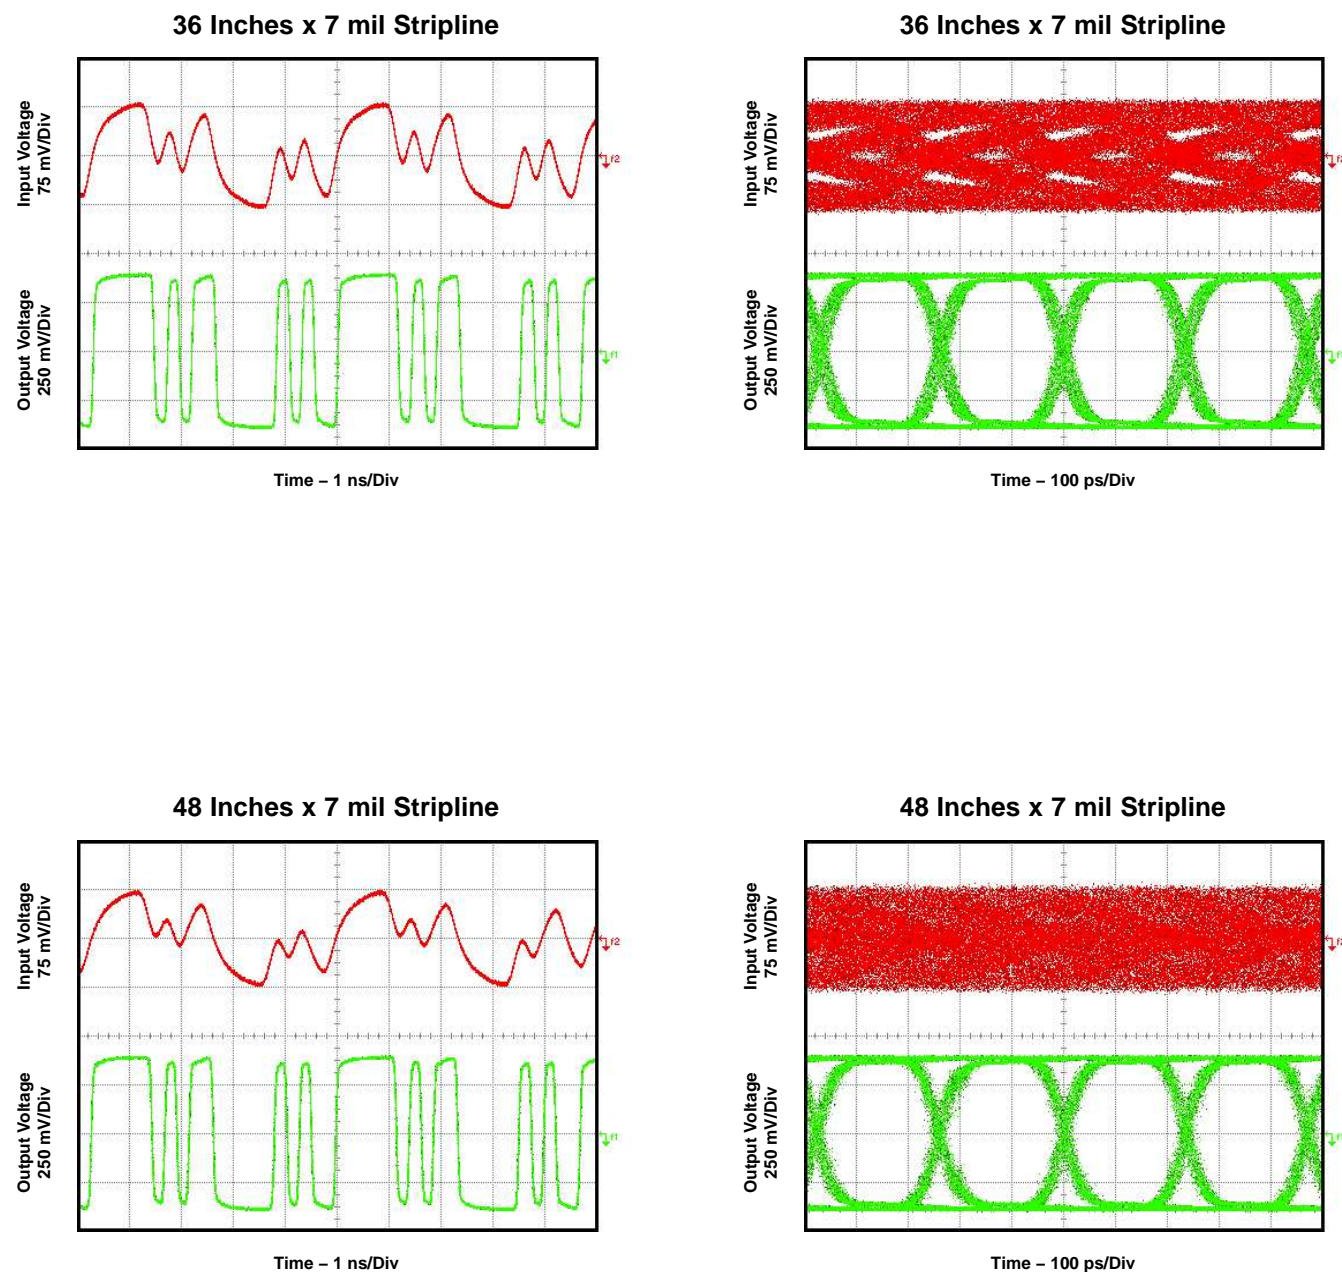 36 Inches x 7 mil Stripline
Input Voltage
75 mV/Div
Output Voltage
250 mV/Div
f2
f1
Time – 1 ns/Div
36 Inches x 7 mil Stripline
Input Voltage
75 mV/Div
Output Voltage
250 mV/Div
Time – 100 ps/Div
48 Inches x 7 mil Stripline
Input Voltage
75 mV/Div
Output Voltage
250 mV/Div
f2
f1
Time – 1 ns/Div
48 Inches x 7 mil Stripline
Input Voltage
75 mV/Div
Output Voltage
250 mV/Div
Time – 100 ps/Div